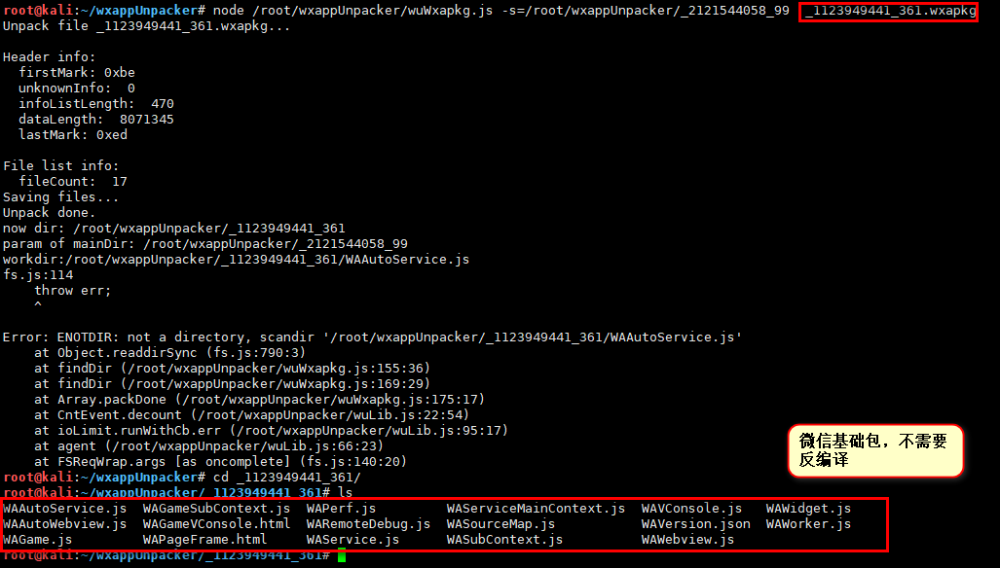 root@kali:~/wxappUnpacker# node /root/wxappUnpacker/wuWxapkg.js -s=/root/wxappUnpacker/_2121544058_99 _1123949441_361.wxapkg
Unpack file _1123949441_361.wxapkg...
Header info:
firstMark: 0xbe
unknownInfo: 0
infoListLength: 470
dataLength: 8071345
lastMark: 0xed
File list info:
fileCount: 17
Saving files...
Unpack done.
now dir: /root/wxappUnpacker/_1123949441_361
param of mainDir: /root/wxappUnpacker/_2121544058_99
workdir:/root/wxappUnpacker/_1123949441_361/WAAutoService.js
fs.js:114
throw err;
^
Error: ENOTDIR: not a directory, scandir '/root/wxappUnpacker/_1123949441_361/WAAutoService.js'
at Object.readdirSync (fs.js:790:3)
at findDir (/root/wxappUnpacker/wuWxapkg.js:155:36)
at findDir (/root/wxappUnpacker/wuWxapkg.js:169:29)
at Array.packDone (/root/wxappUnpacker/wuWxapkg.js:175:17)
at CntEvent.decount (/root/wxappUnpacker/wuLib.js:22:54)
at ioLimit.runWithCb.err (/root/wxappUnpacker/wuLib.js:95:17)
at agent (/root/wxappUnpacker/wuLib.js:66:23)
at FSReqWrap.args [as oncomplete] (fs.js:140:20)
微信基础包，不需要
反编译
root@kali:~/wxappUnpacker# cd _1123949441_361/
root@kali:~/wxappUnpacker/_1123949441_361# ls
WAAutoService.js WAGameSubContext.js WAPerf.js WAServiceMainContext.js WAVConsole.js WAWidget.js
WAAutoWebview.js WAGameVConsole.html WARemoteDebug.js WASourceMap.js WAVersion.json WAWorker.js
WAGame.js WAPageFrame.html WAService.js WASubContext.js WAWebview.js
root@kali:~/wxappUnpacker/_1123949441_361#